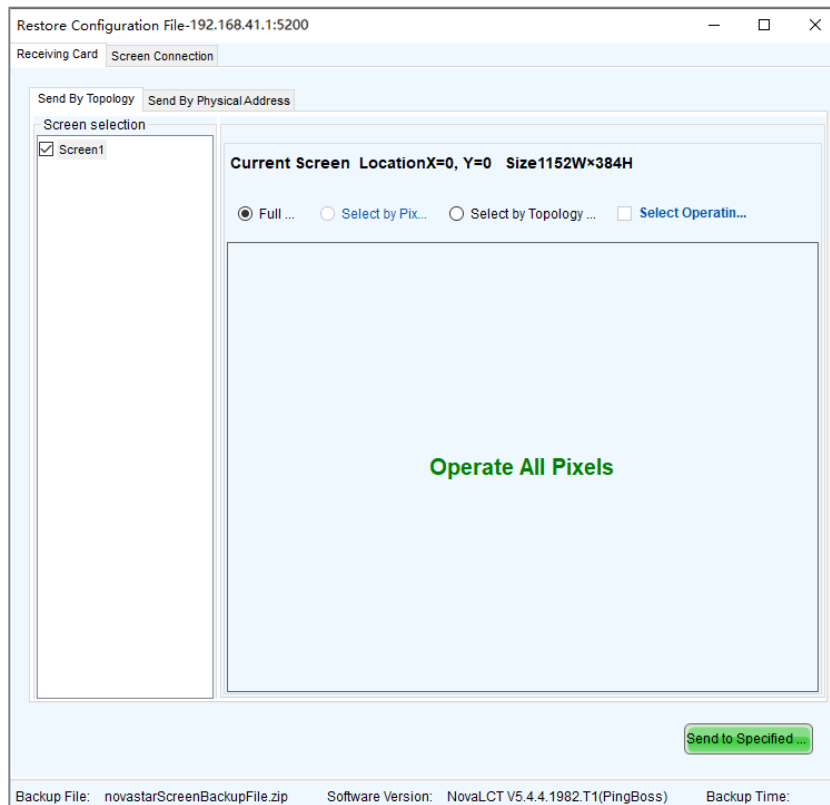 Restore Configuration File-192.168.41.1:5200
Receiving Card Screen Connection
Send By Topology Send By Physical Address
Screen selection
Screen1
Current Screen LocationX=0, Y=0 Size1152W×384H
Full ... Select by Pix... Select by Topology ... Select Operatin...
Operate All Pixels
Send to Specified ...
Backup File: novastarScreenBackupFile.zip Software Version: NovaLCT V5.4.4.1982.T1(PingBoss) Backup Time: